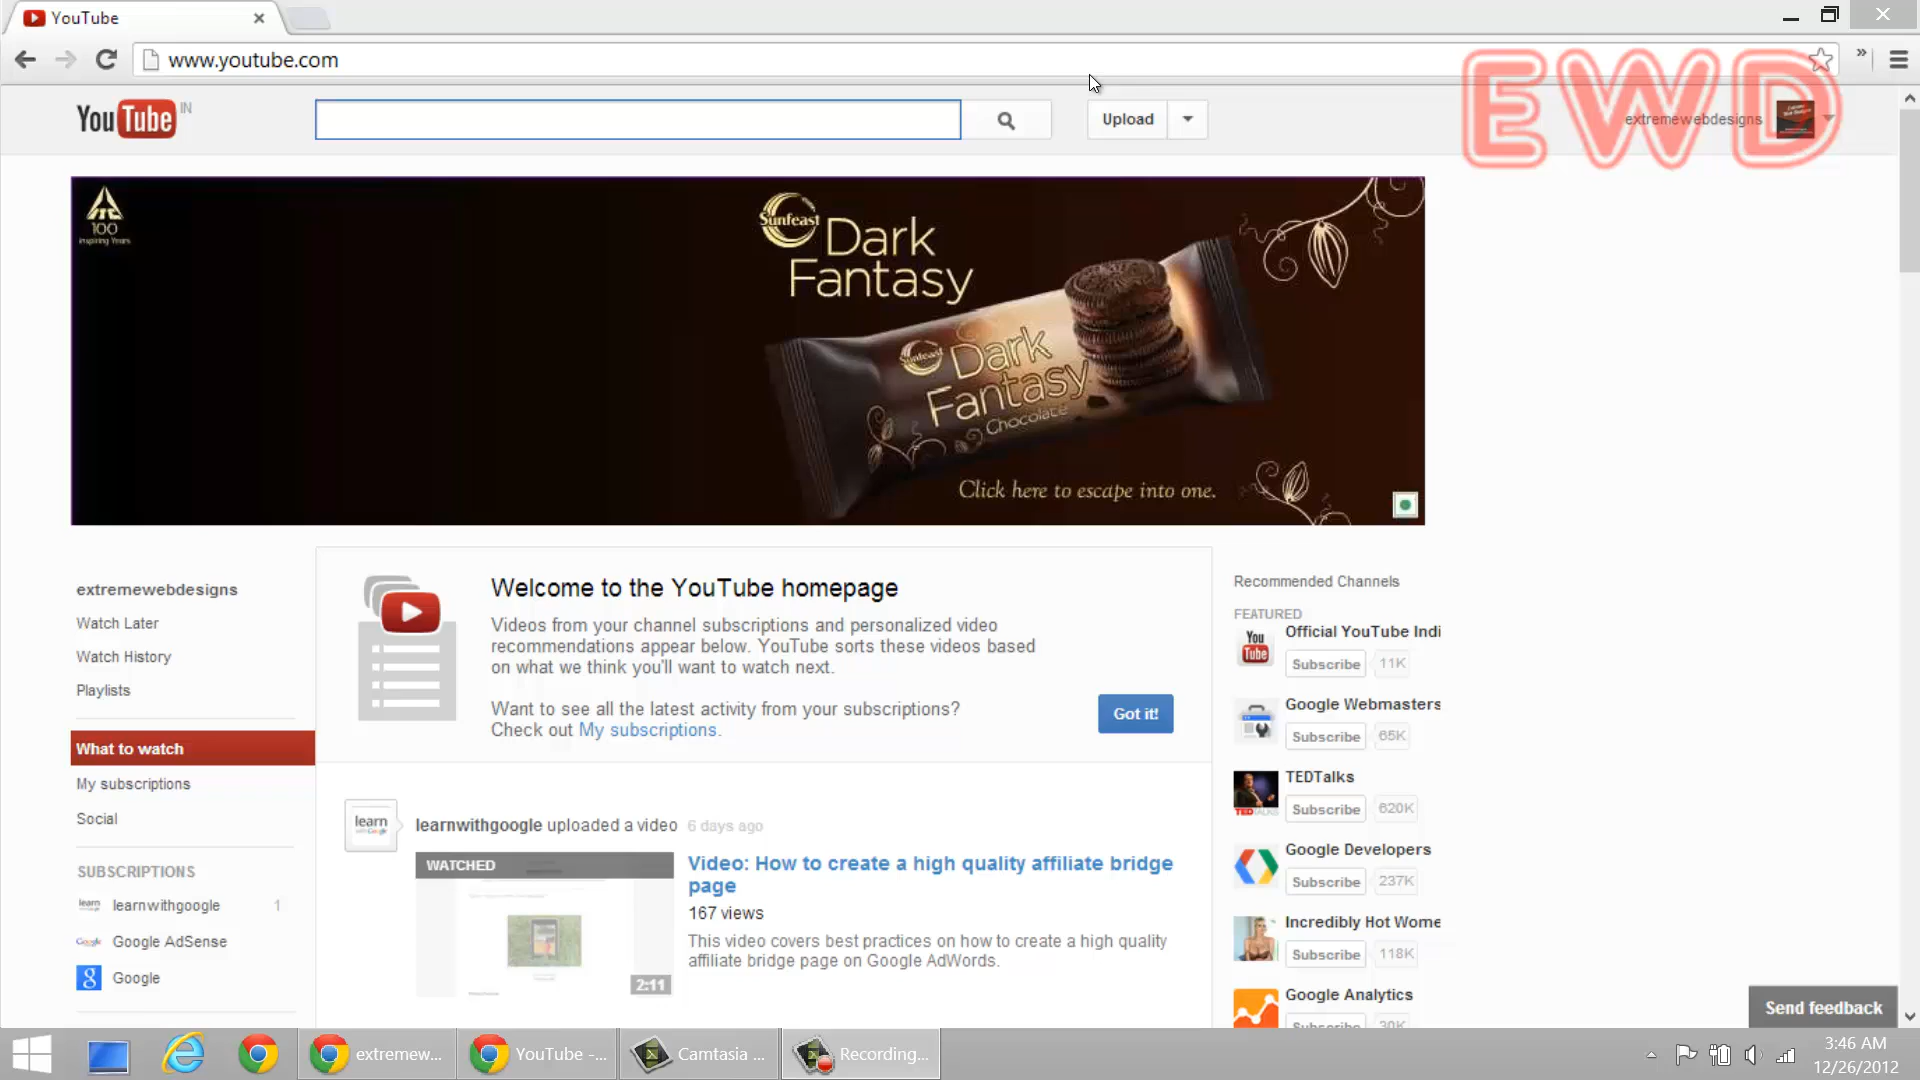 YouTube
www.youtube.com
EWD
YouTube IN
Upload
extremewebdesigns
ITC
100
Inspiring Years
Sunfeast
Dark
Fantasy
Sunfeast
Dark
Fantasy
Chocolate
Click here to escape into one.
extremewebdesigns
Watch Later
Watch History
Playlists
What to watch
My subscriptions
Social
SUBSCRIPTIONS
learnwithgoogle 1
Google AdSense
Google
Welcome to the YouTube homepage
Videos from your channel subscriptions and personalized video
recommendations appear below. YouTube sorts these videos based
on what we think you'll want to watch next.
Want to see all the latest activity from your subscriptions?
Check out My subscriptions.
Got it!
learn
learnwithgoogle uploaded a video 6 days ago
WATCHED
2:11
Video: How to create a high quality affiliate bridge
page
167 views
This video covers best practices on how to create a high quality
affiliate bridge page on Google AdWords.
Recommended Channels
FEATURED
Official YouTube Indi
Subscribe 11K
Google Webmasters
Subscribe 65K
TEDTalks
Subscribe 620K
Google Developers
Subscribe 237K
Incredibly Hot Wome
Subscribe 118K
Google Analytics
Subscribe 30K
Send feedback
extremew...
YouTube -...
Camtasia ...
Recording...
3:46 AM
12/26/2012